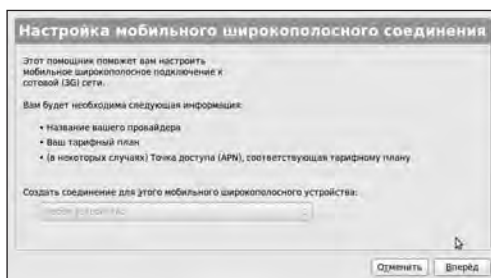 Настройка мобильного широкополосного соединения
Этот помощник поможет вам настроить
мобильное широкополосное подключение к
сотовой (3G) сети.
Вам будет необходима следующая информация:
• Название вашего провайдера
• Ваш тарифный план
• (в некоторых случаях) Точка доступа (APN), соответствующая тарифному плану
Создать соединение для этого мобильного широкополосного устройства:
Любое устройство
Отменить Вперёд